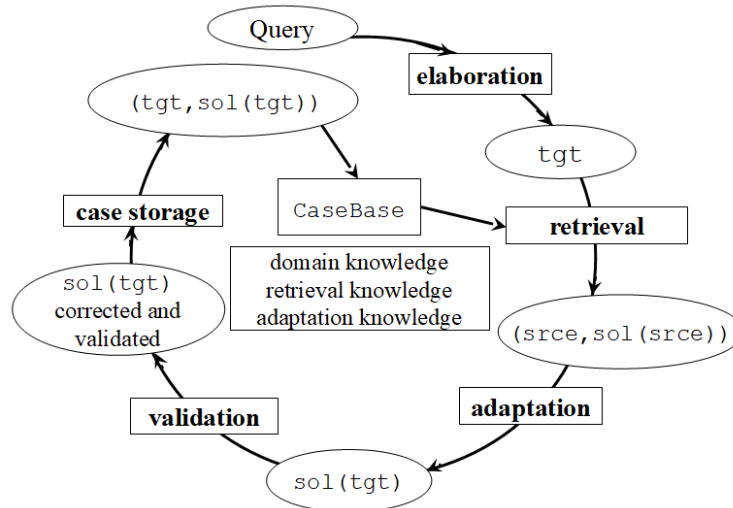 Query
elaboration
(tgt,sol(tgt))
tgt
case storage
CaseBase
retrieval
domain knowledge
retrieval knowledge
adaptation knowledge
sol(tgt)
corrected and
validated
(srce,sol(srce))
validation
adaptation
sol(tgt)